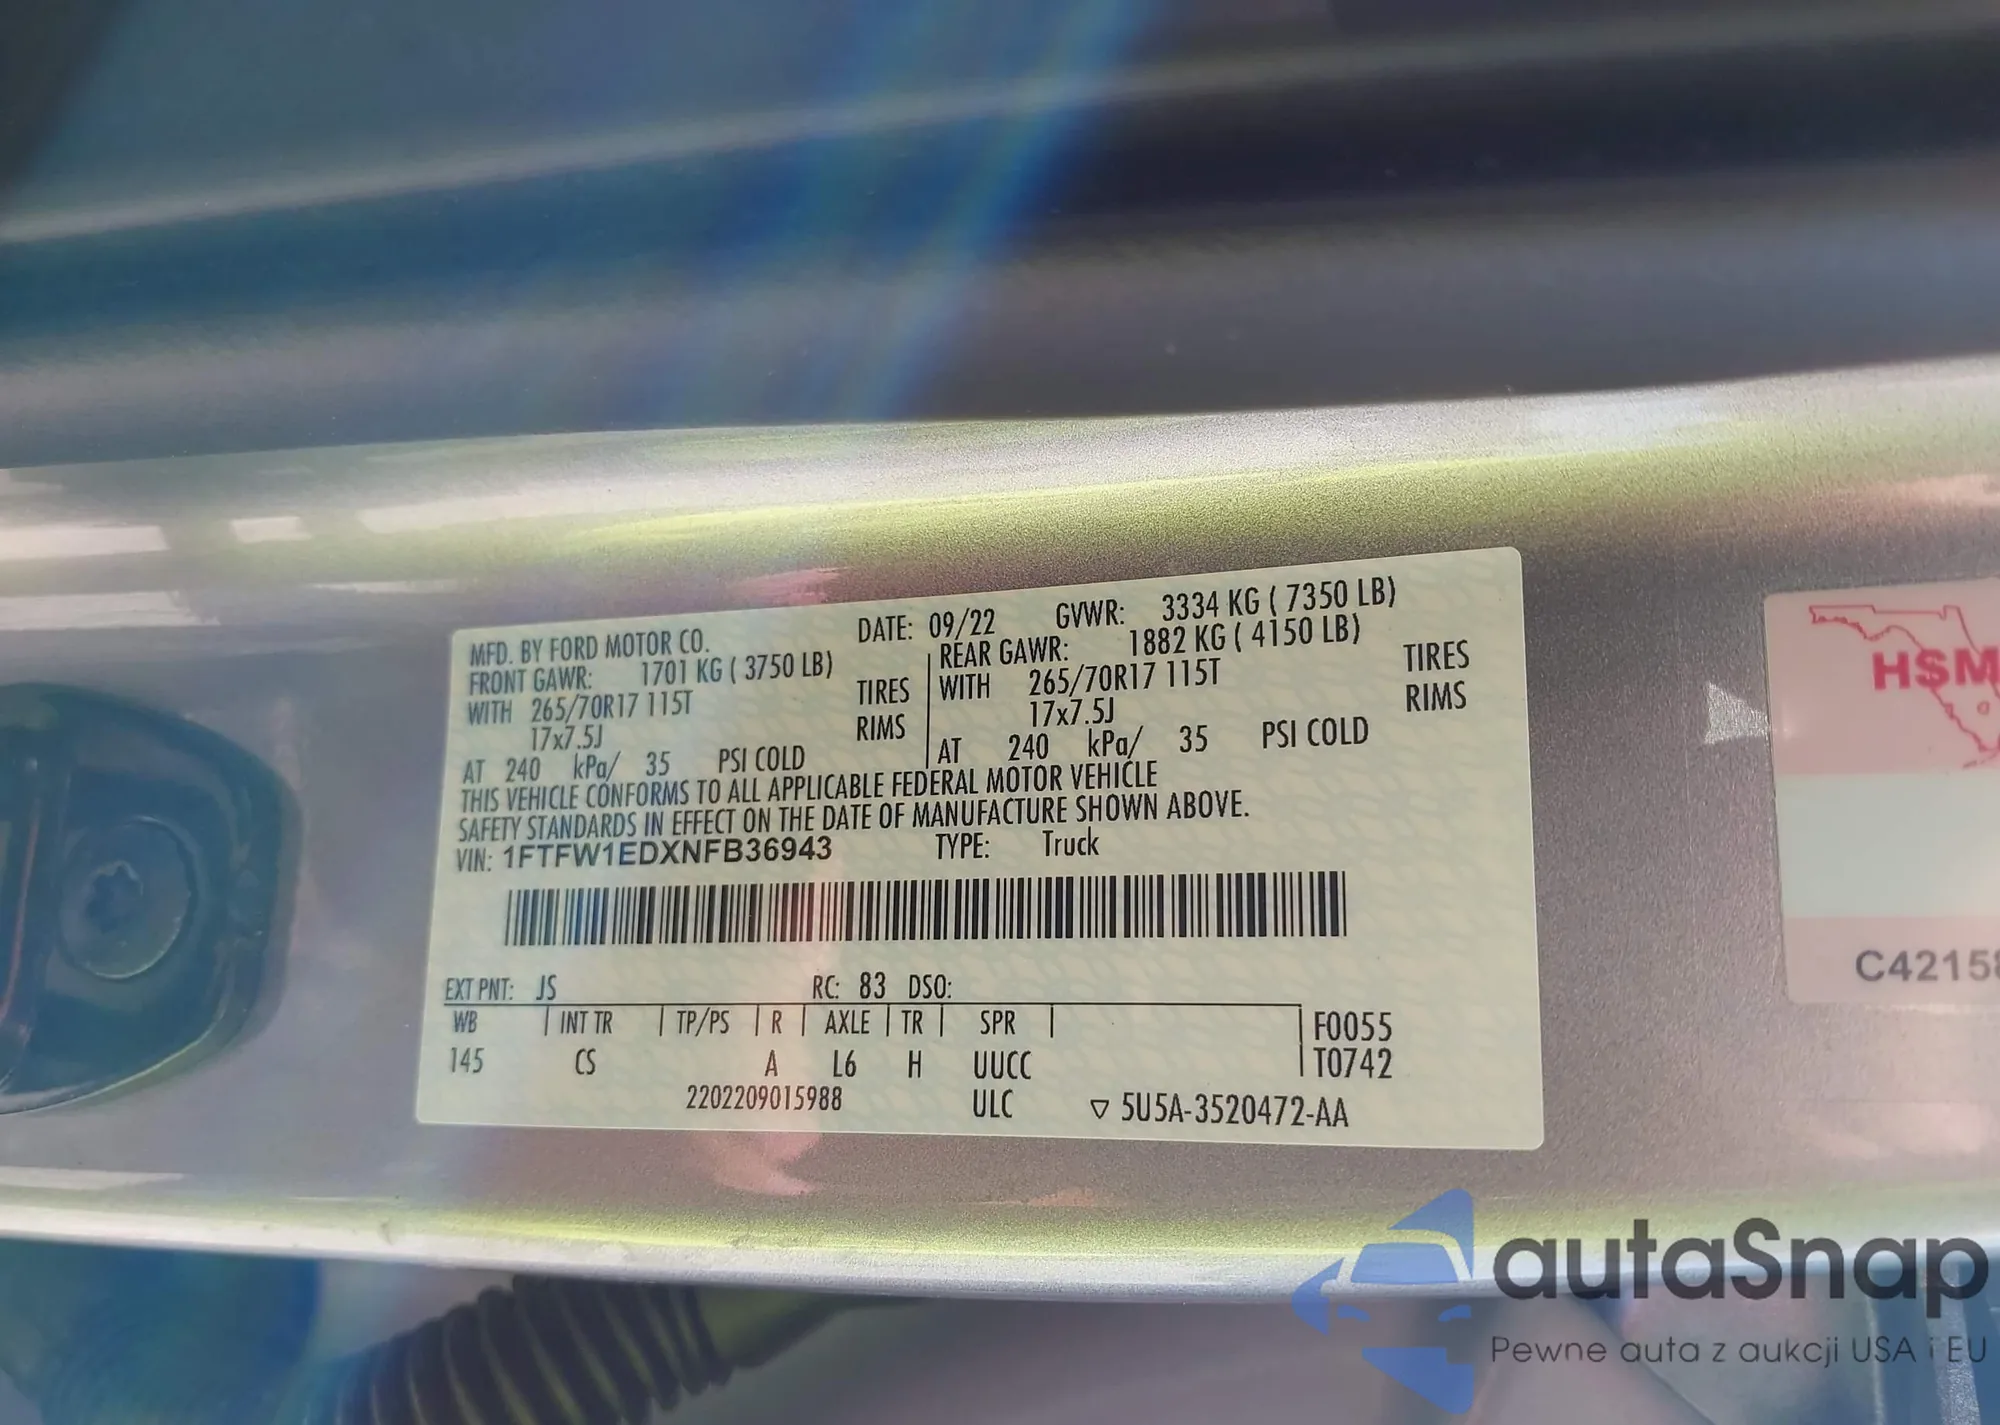 MFD. BY FORD MOTOR CO. DATE: 09/22 GVWR: 3334 KG ( 7350 LB)
FRONT GAWR: 1701 KG ( 3750 LB) REAR GAWR: 1882 KG ( 4150 LB)
WITH 265/70R17 115T TIRES WITH 265/70R17 115T TIRES
17x7.5J RIMS 17x7.5J RIMS
AT 240 kPa/ 35 PSI COLD AT 240 kPa/ 35 PSI COLD
THIS VEHICLE CONFORMS TO ALL APPLICABLE FEDERAL MOTOR VEHICLE
SAFETY STANDARDS IN EFFECT ON THE DATE OF MANUFACTURE SHOWN ABOVE.
VIN: 1FTFW1EDXNFB36943 TYPE: Truck
EXT PNT: JS RC: 83 DSO:
WB INT TR TP/PS R AXLE TR SPR F0055
145 CS A L6 H UUCC T0742
2202209015988 ULC ▽ 5U5A-3520472-AA
HSM
C42158
autaSnap
Pewne auta z aukcji USA i EU